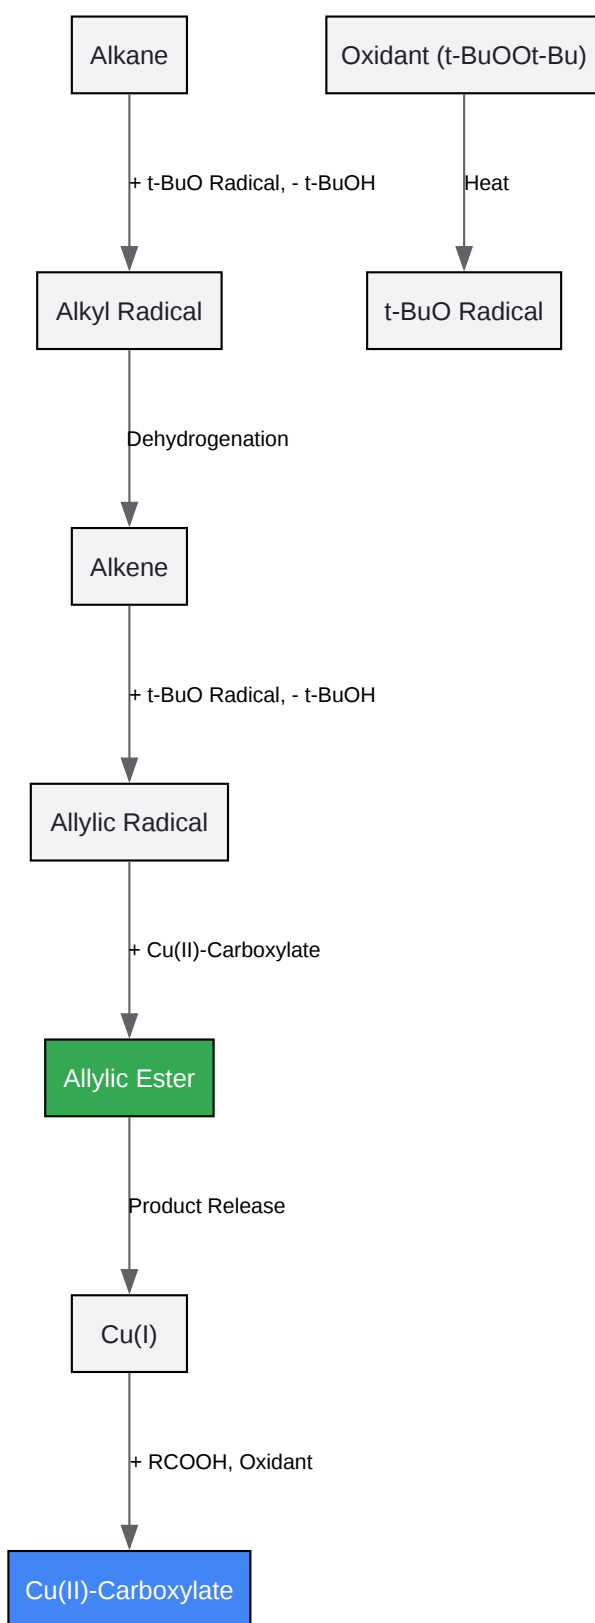 Alkane
Oxidant (t-BuOOt-Bu)
+ t-BuO Radical, - t-BuOH
Heat
Alkyl Radical
t-BuO Radical
Dehydrogenation
Alkene
+ t-BuO Radical, - t-BuOH
Allylic Radical
+ Cu(II)-Carboxylate
Allylic Ester
Product Release
Cu(I)
+ RCOOH, Oxidant
Cu(II)-Carboxylate